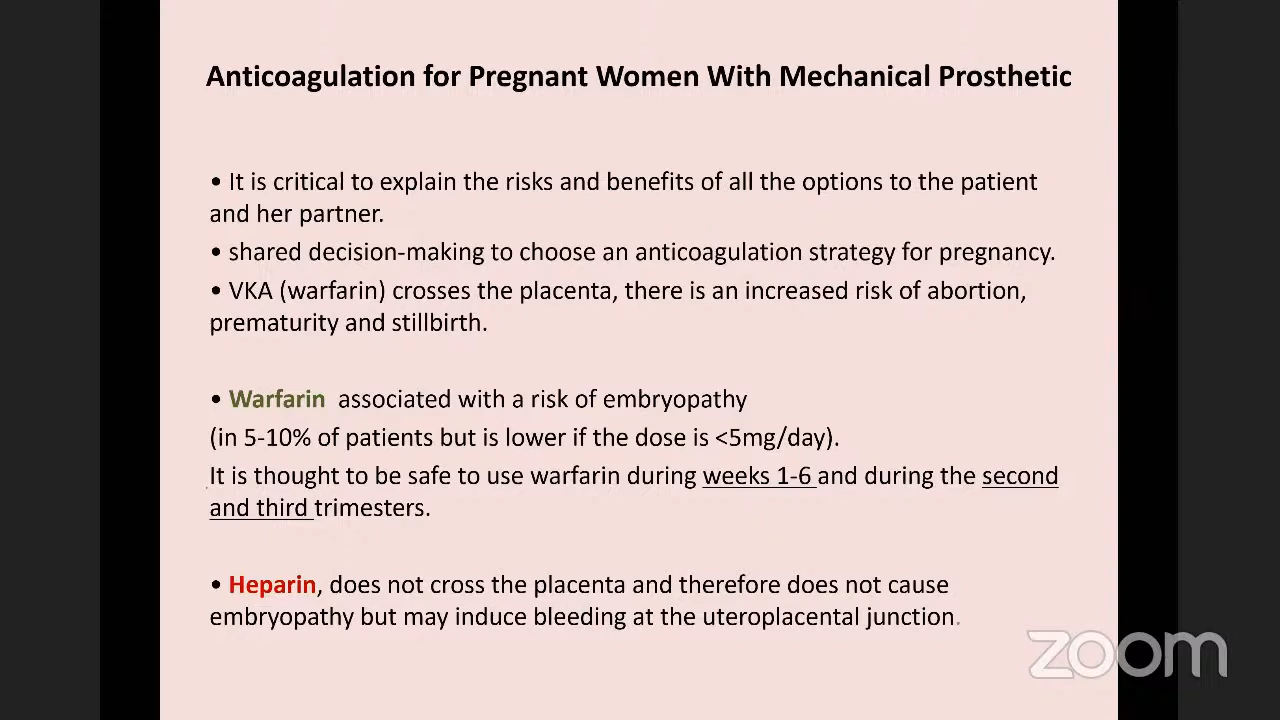 Anticoagulation for Pregnant Women With Mechanical Prosthetic
• It is critical to explain the risks and benefits of all the options to the patient
and her partner.
• shared decision-making to choose an anticoagulation strategy for pregnancy.
• VKA (warfarin) crosses the placenta, there is an increased risk of abortion,
prematurity and stillbirth.
• Warfarin associated with a risk of embryopathy
(in 5-10% of patients but is lower if the dose is <5mg/day).
It is thought to be safe to use warfarin during weeks 1-6 and during the second
and third trimesters.
• Heparin, does not cross the placenta and therefore does not cause
embryopathy but may induce bleeding at the uteroplacental junction.
zoom